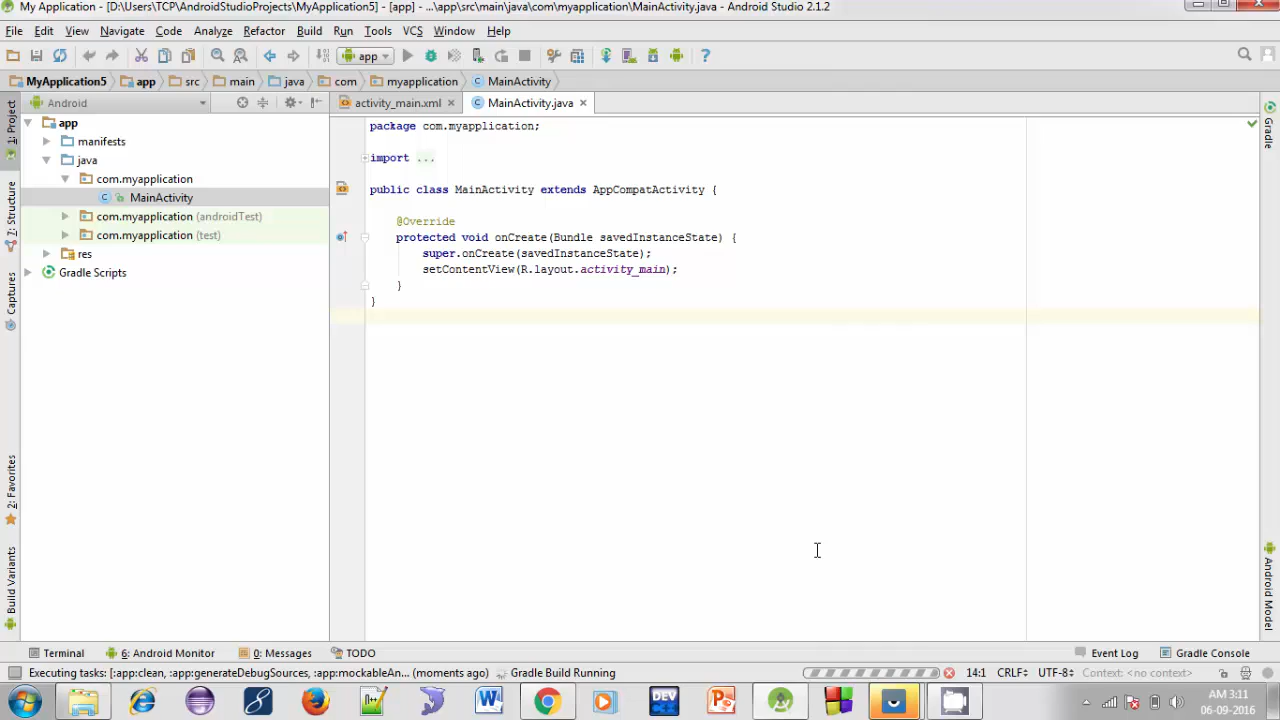 My Application - [D:\Users\TCP\AndroidStudioProjects\MyApplication5] - [app] - ...\app\src\main\java\com\myapplication\MainActivity.java - Android Studio 2.1.2
File Edit View Navigate Code Analyze Refactor Build Run Tools VCS Window Help
app
MyApplication5 app src main java com myapplication MainActivity
Android
activity_main.xml MainActivity.java
1: Project
2: Structure
Captures
2: Favorites
Build Variants
app
manifests
java
com.myapplication
MainActivity
com.myapplication (androidTest)
com.myapplication (test)
res
Gradle Scripts
package com.myapplication;
import ...
public class MainActivity extends AppCompatActivity {
@Override
protected void onCreate(Bundle savedInstanceState) {
super.onCreate(savedInstanceState);
setContentView(R.layout.activity_main);
}
}
Gradle
Android Model
Terminal 6: Android Monitor 0: Messages TODO Event Log Gradle Console
Executing tasks: [:app:clean, :app:generateDebugSources, :app:mockableAn... (moments ago) Gradle Build Running 14:1 CRLF UTF-8 Context: <no context>
DEV
AM 3:11
06-09-2016